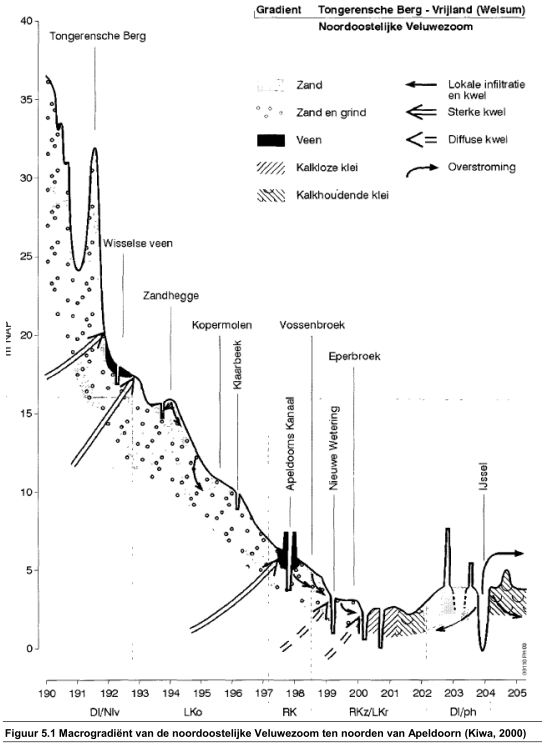 Gradient Tongerensche Berg - Vrijland (Welsum)
Noordoostelijke Veluwezoom
Zand
Zand en grind
Veen
Kalkloze klei
Kalkhoudende klei
Lokale infiltratie
en kwel
Sterke kwel
Diffuse kwel
Overstroming
Tongerensche Berg
Wisselse veen
Zandhegge
Kopermolen
Klaarbeek
Vossenbroek
Eperbroek
Apeldoorns Kanaal
Nieuwe Wetering
IJssel
m NAP
40
35
30
25
20
15
10
5
0
190 191 192 193 194 195 196 197 198 199 200 201 202 203 204 205
DI/NIv LKo RK RKz/LKr DI/ph
Figuur 5.1 Macrogradiënt van de noordoostelijke Veluwezoom ten noorden van Apeldoorn (Kiwa, 2000)